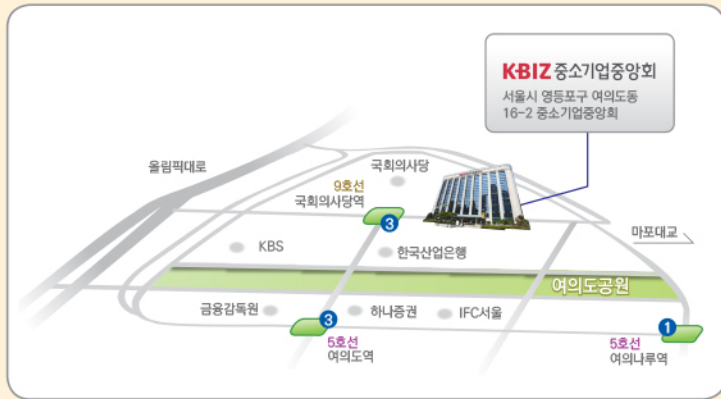 K·BIZ 중소기업중앙회
서울시 영등포구 여의도동
16-2 중소기업중앙회
올림픽대로
국회의사당
9호선
국회의사당역
3
마포대교
KBS
한국산업은행
여의도공원
금융감독원
3
하나증권
IFC서울
1
5호선
여의도역
5호선
여의나루역